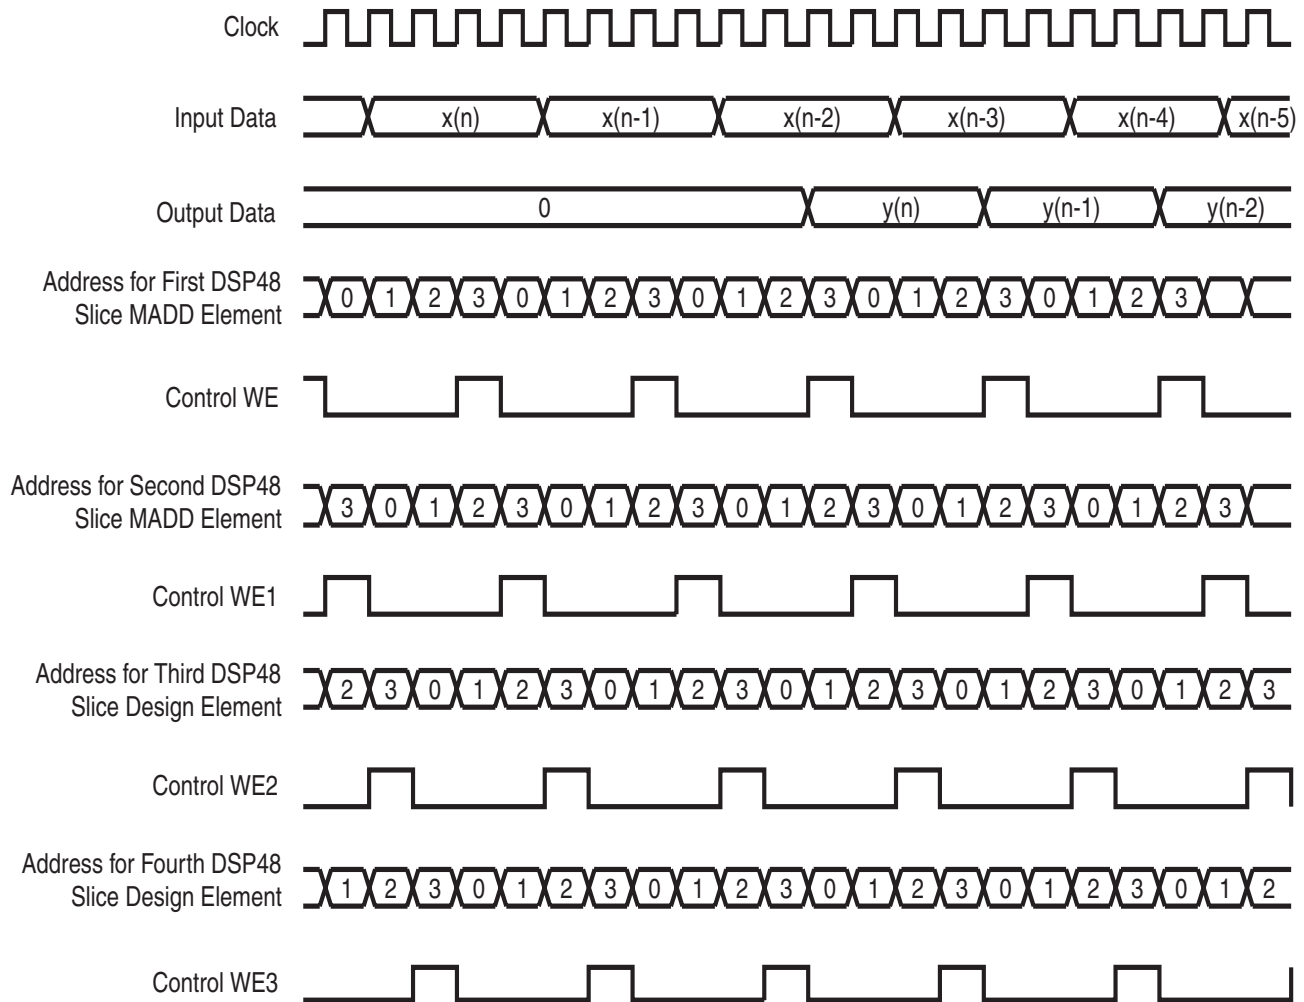 Clock
Input Data
x(n) x(n-1) x(n-2) x(n-3) x(n-4) x(n-5)
Output Data
0 y(n) y(n-1) y(n-2)
Address for First DSP48
Slice MADD Element
0 1 2 3 0 1 2 3 0 1 2 3 0 1 2 3 0 1 2 3
Control WE
Address for Second DSP48
Slice MADD Element
3 0 1 2 3 0 1 2 3 0 1 2 3 0 1 2 3 0 1 2 3
Control WE1
Address for Third DSP48
Slice Design Element
2 3 0 1 2 3 0 1 2 3 0 1 2 3 0 1 2 3 0 1 2 3
Control WE2
Address for Fourth DSP48
Slice Design Element
1 2 3 0 1 2 3 0 1 2 3 0 1 2 3 0 1 2 3 0 1 2
Control WE3